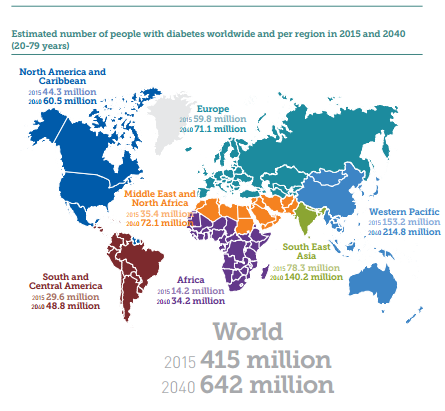 Estimated number of people with diabetes worldwide and per region in 2015 and 2040
(20-79 years)
North America and
Caribbean
2015 44.3 million
2040 60.5 million
Europe
2015 59.8 million
2040 71.1 million
Middle East and
North Africa
2015 35.4 million
2040 72.1 million
Western Pacific
2015 153.2 million
2040 214.8 million
South East
Asia
2015 78.3 million
2040 140.2 million
South and
Central America
2015 29.6 million
2040 48.8 million
Africa
2015 14.2 million
2040 34.2 million
World
2015 415 million
2040 642 million